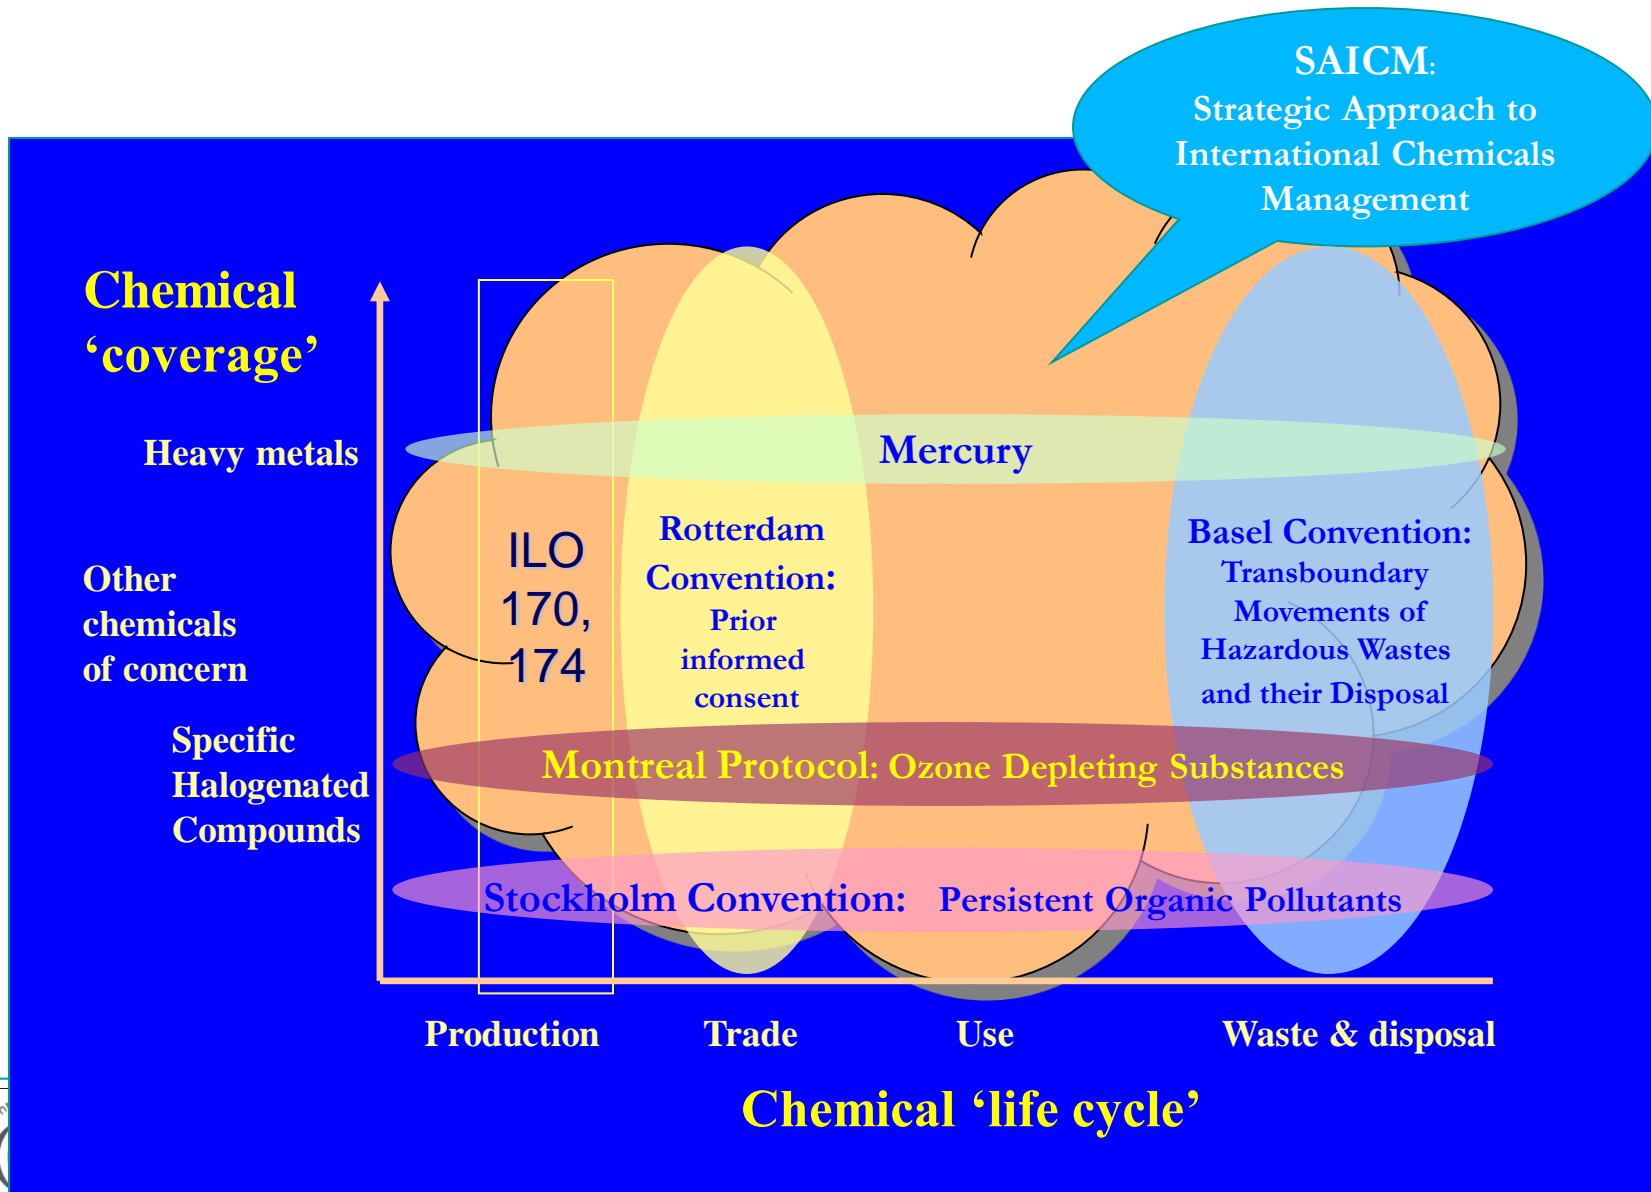 SAICM:
Strategic Approach to
International Chemicals
Management
Chemical
‘coverage’
Heavy metals
Mercury
Other
chemicals
of concern
ILO
170,
174
Rotterdam
Convention:
Prior
informed
consent
Basel Convention:
Transboundary
Movements of
Hazardous Wastes
and their Disposal
Specific
Halogenated
Compounds
Montreal Protocol: Ozone Depleting Substances
Stockholm Convention: Persistent Organic Pollutants
Production
Trade
Use
Waste & disposal
Chemical ‘life cycle’